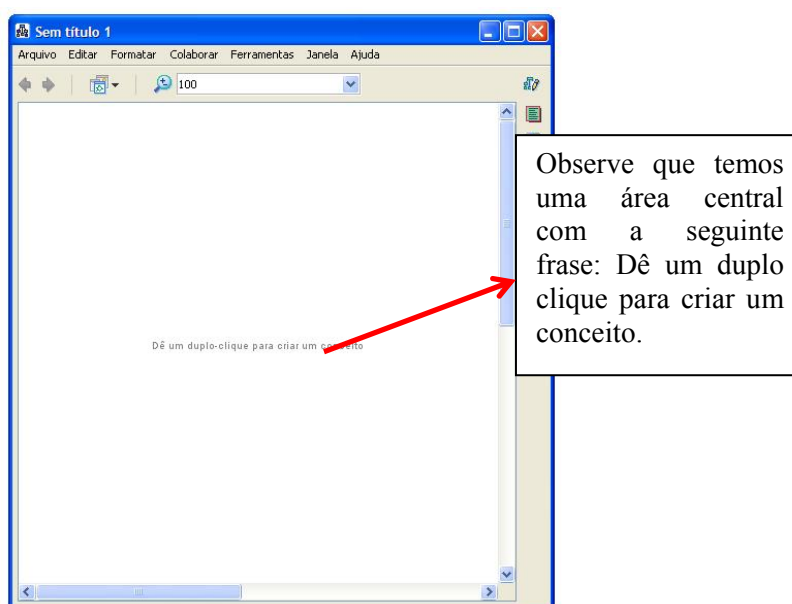 Sem título 1
Arquivo Editar Formatar Colaborar Ferramentas Janela Ajuda
100
Dê um duplo-clique para criar um conceito
Observe que temos
uma área central
com a seguinte
frase: Dê um duplo
clique para criar um
conceito.